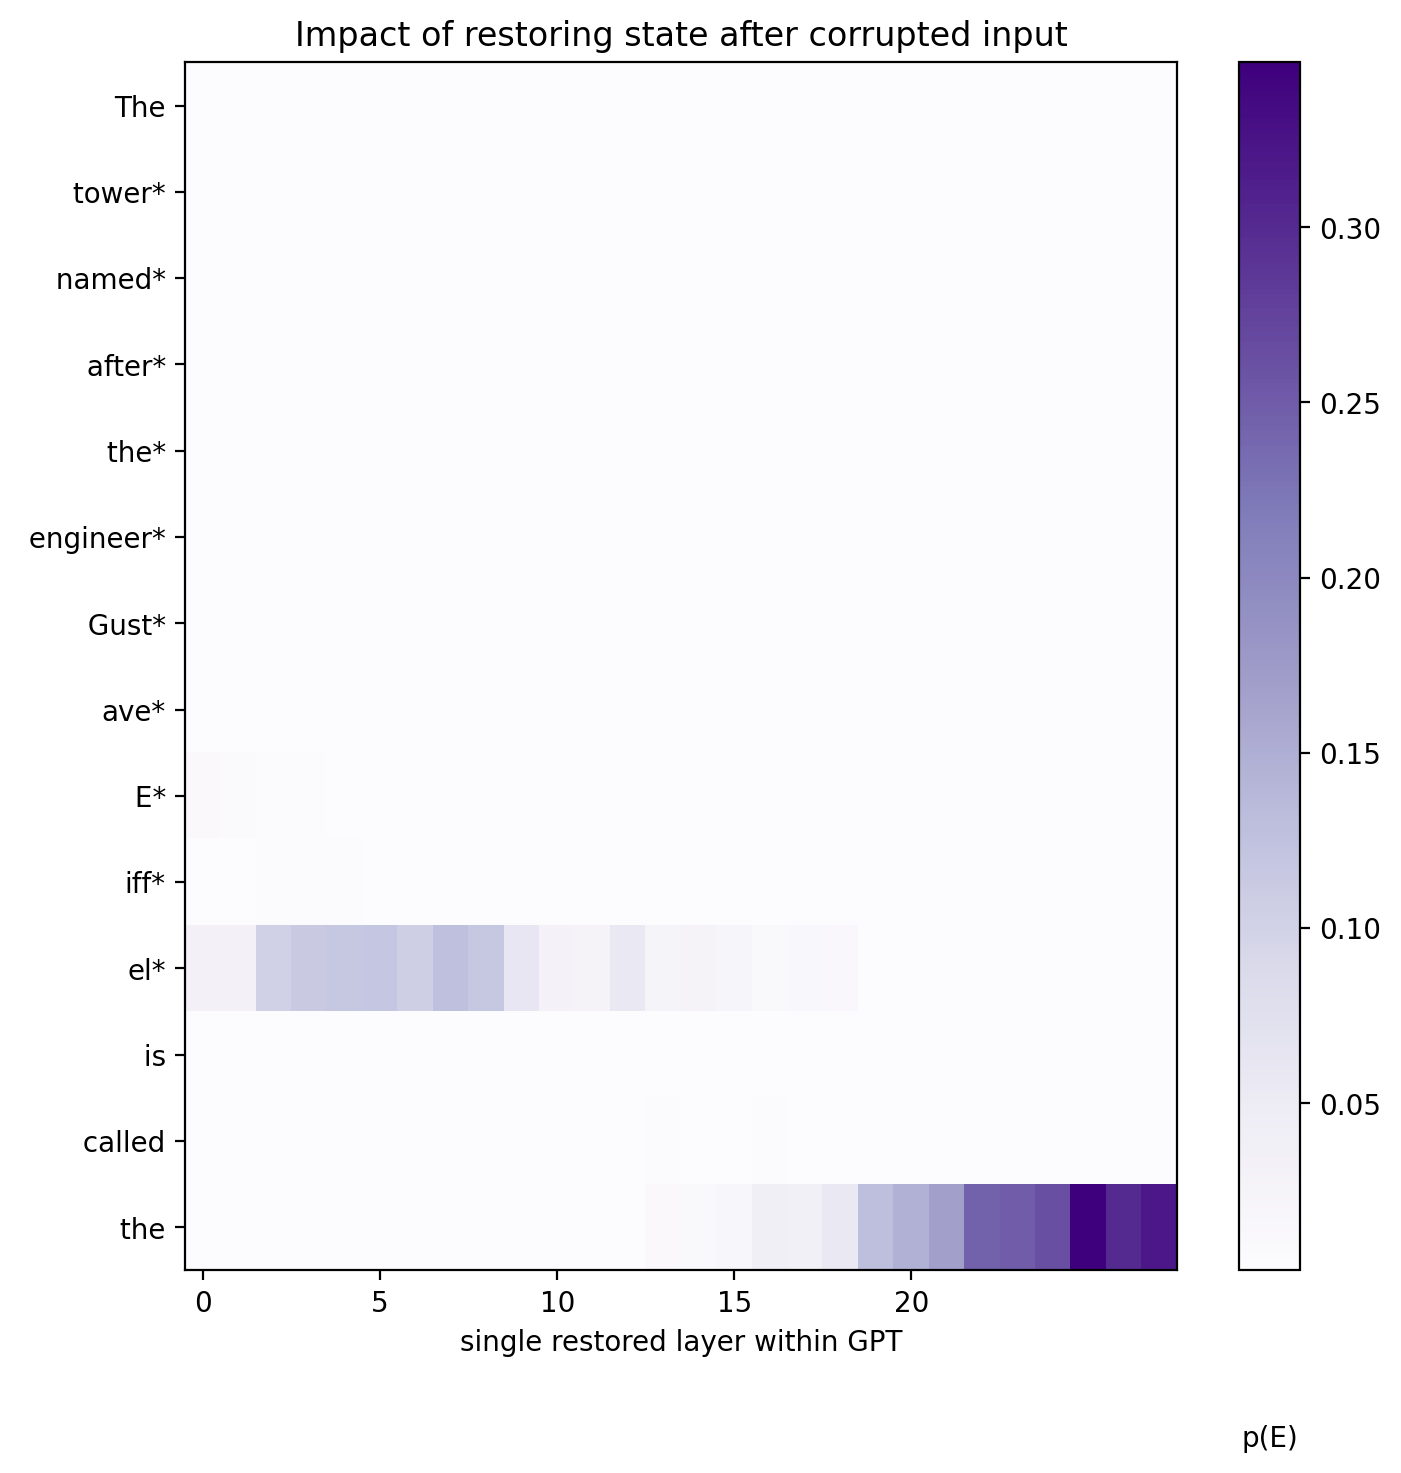 Impact of restoring state after corrupted input
The
tower*
named*
after*
the*
engineer*
Gust*
ave*
E*
iff*
el*
is
called
the
0 5 10 15 20
single restored layer within GPT
0.30
0.25
0.20
0.15
0.10
0.05
p(E)